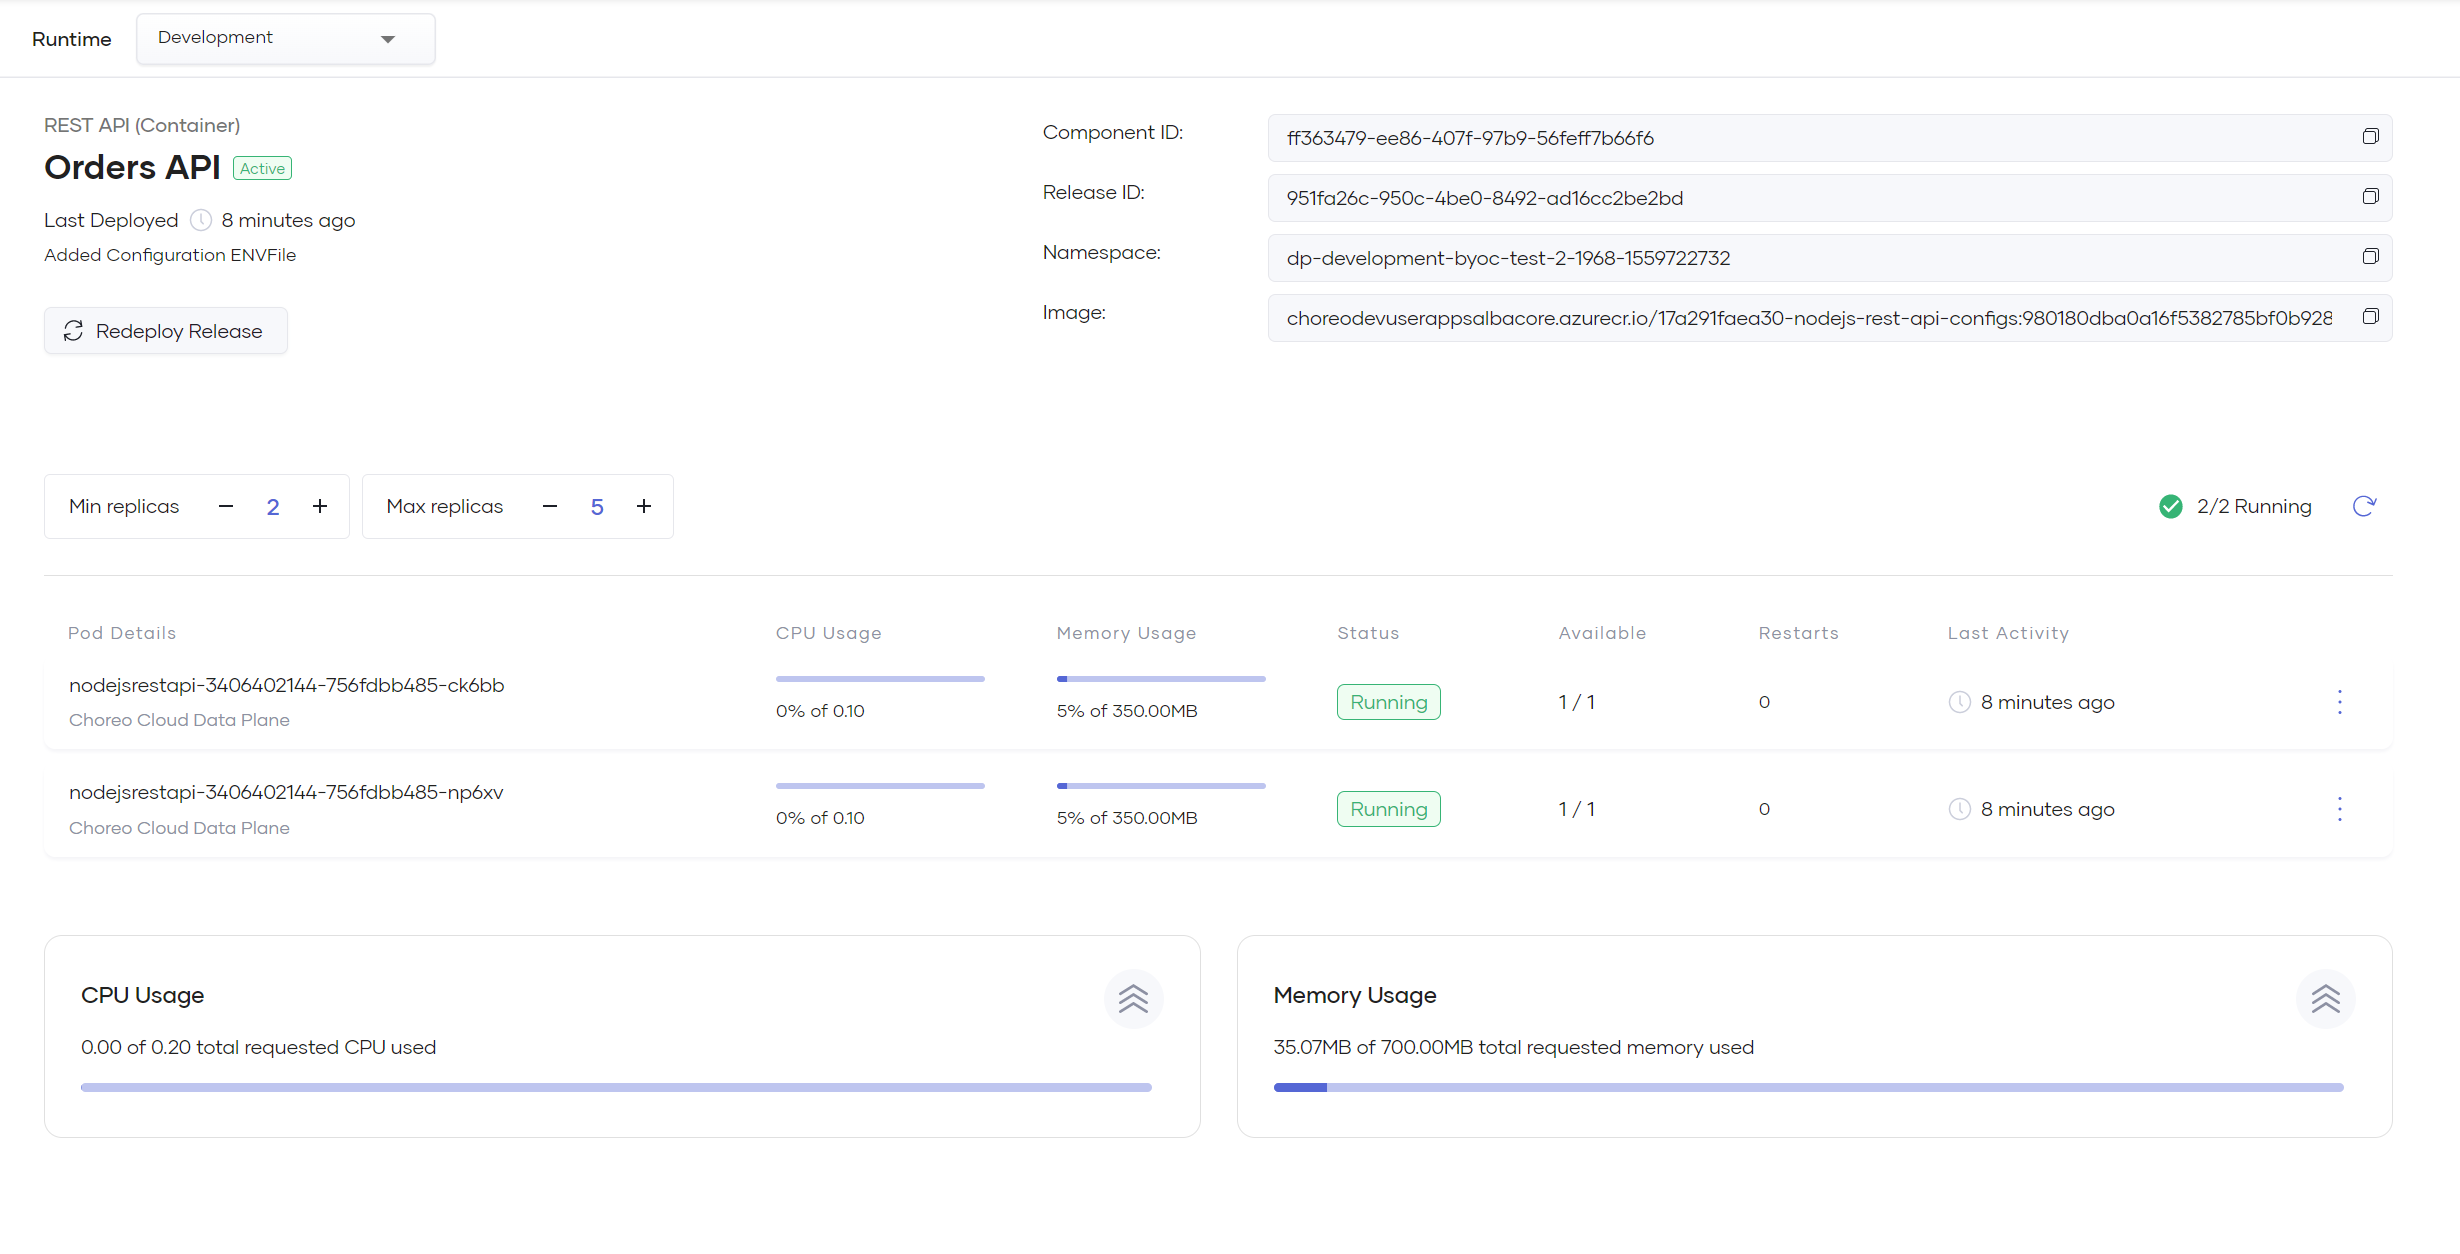 Runtime
Development
REST API (Container)
Orders API Active
Last Deployed 8 minutes ago
Added Configuration ENVFile
Redeploy Release
Component ID: ff363479-ee86-407f-97b9-56feff7b66f6
Release ID: 951fa26c-950c-4be0-8492-ad16cc2be2bd
Namespace: dp-development-byoc-test-2-1968-1559722732
Image: choreodevuserappsalbacore.azurecr.io/17a291faea30-nodejs-rest-api-configs:980180dba0a16f5382785bf0b928
Min replicas − 2 + Max replicas − 5 + 2/2 Running
Pod Details CPU Usage Memory Usage Status Available Restarts Last Activity
nodejsrestapi-3406402144-756fdbb485-ck6bb
Choreo Cloud Data Plane
0% of 0.10 5% of 350.00MB Running 1 / 1 0 8 minutes ago
nodejsrestapi-3406402144-756fdbb485-np6xv
Choreo Cloud Data Plane
0% of 0.10 5% of 350.00MB Running 1 / 1 0 8 minutes ago
CPU Usage
0.00 of 0.20 total requested CPU used
Memory Usage
35.07MB of 700.00MB total requested memory used